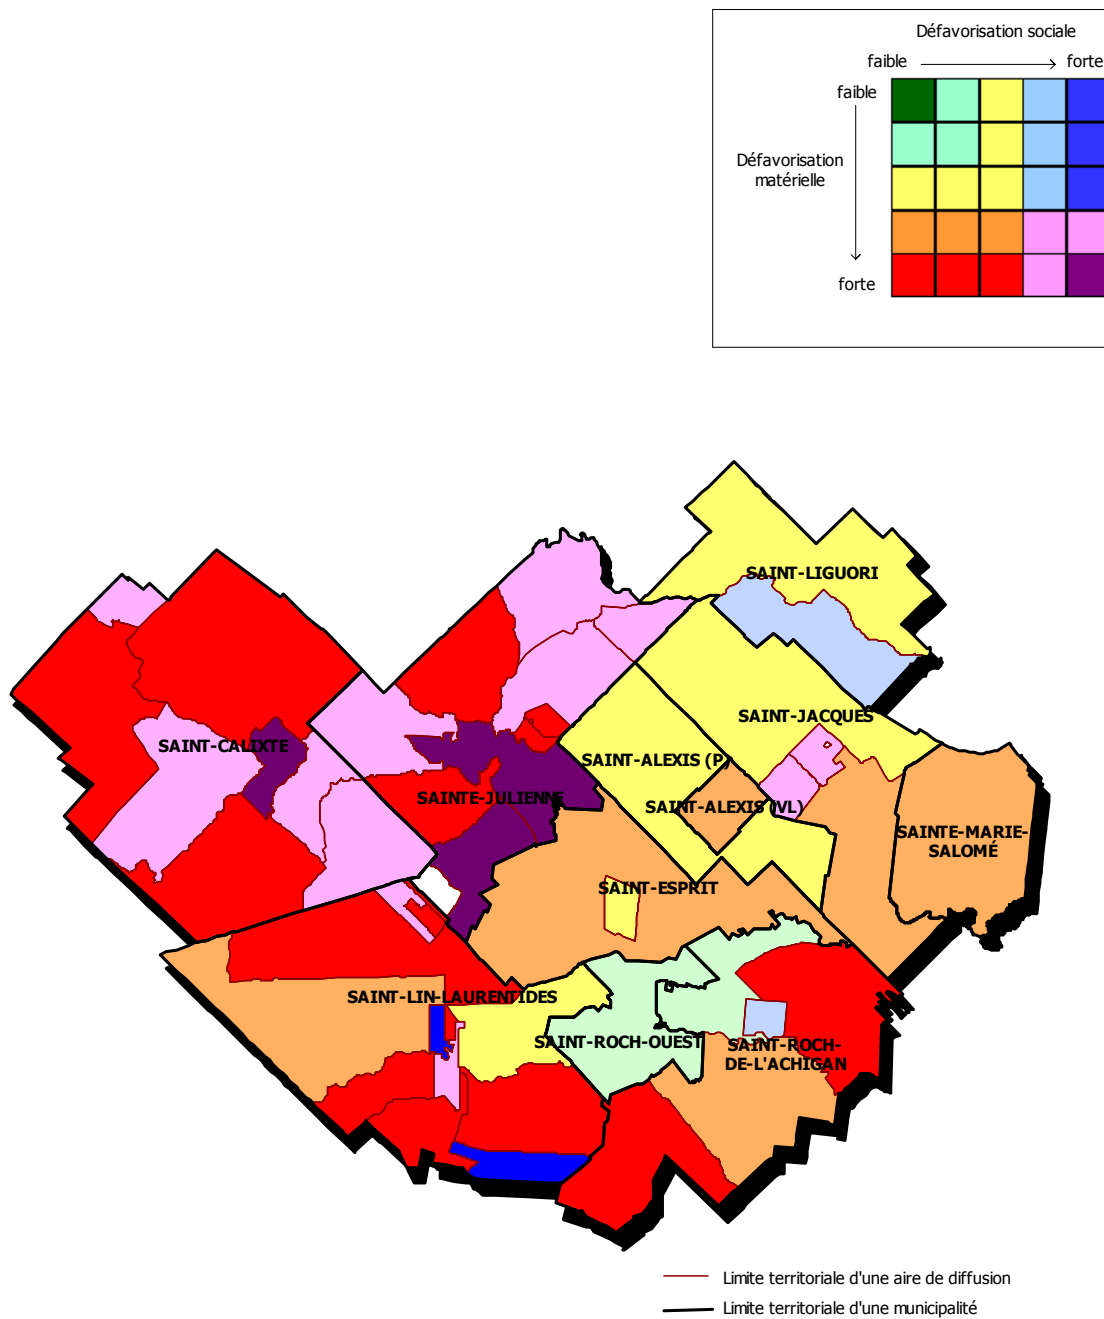 Défavorisation sociale
faible
forte
faible
Défavorisation
matérielle
forte
SAINT-LIGUORI
SAINT-JACQUES
SAINT-CALIXTE
SAINT-ALEXIS (P)
SAINTE-JULIENNE
SAINT-ALEXIS (VL)
SAINTE-MARIE-
SALOMÉ
SAINT-ESPRIT
SAINT-LIN-LAURENTIDES
SAINT-ROCH-OUEST
SAINT-ROCH-
DE-L'ACHIGAN
Limite territoriale d'une aire de diffusion
Limite territoriale d'une municipalité